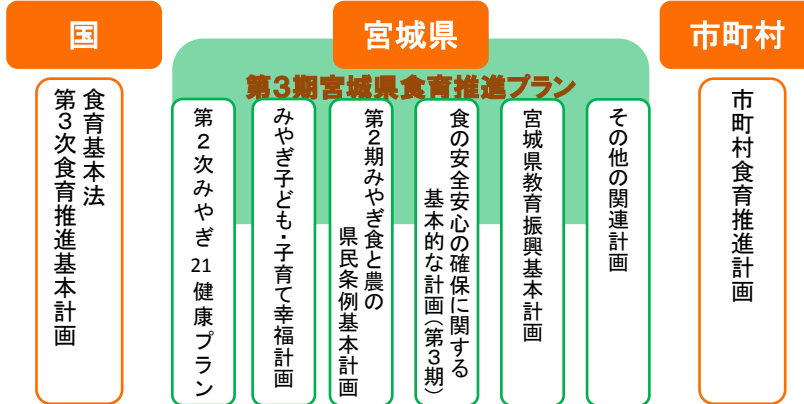 国
宮城県
市町村
第3期宮城県食育推進プラン
食育基本法
第3次食育推進基本計画
第2次みやぎ21健康プラン
みやぎ子ども・子育て幸福計画
第2期みやぎ食と農の
県民条例基本計画
食の安全安心の確保に関する
基本的な計画(第3期)
宮城県教育振興基本計画
その他の関連計画
市町村食育推進計画